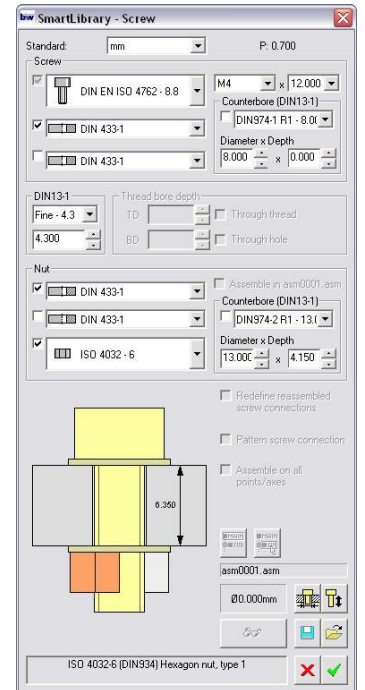 bw SmartLibrary - Screw
Standard: mm P: 0.700
Screw
DIN EN ISO 4762 - 8.8 M4 x 12.000
Counterbore (DIN13-1)
DIN 433-1 DIN974-1 R1 - 8.0(
Diameter x Depth
DIN 433-1 8.000 x 0.000
DIN13-1 Thread bore depth
Fine - 4.3 TD Through thread
4.300 BD Through hole
Nut
DIN 433-1 Assemble in asm0001.asm
Counterbore (DIN13-1)
DIN 433-1 DIN974-2 R1 - 13.(
Diameter x Depth
ISO 4032 - 6 13.000 x 4.150
Redefine reassembled
screw connections
Pattern screw connection
Assemble on all
points/axes
6.350
asm0001.asm
Ø0.000mm
ISO 4032-6 (DIN934) Hexagon nut, type 1